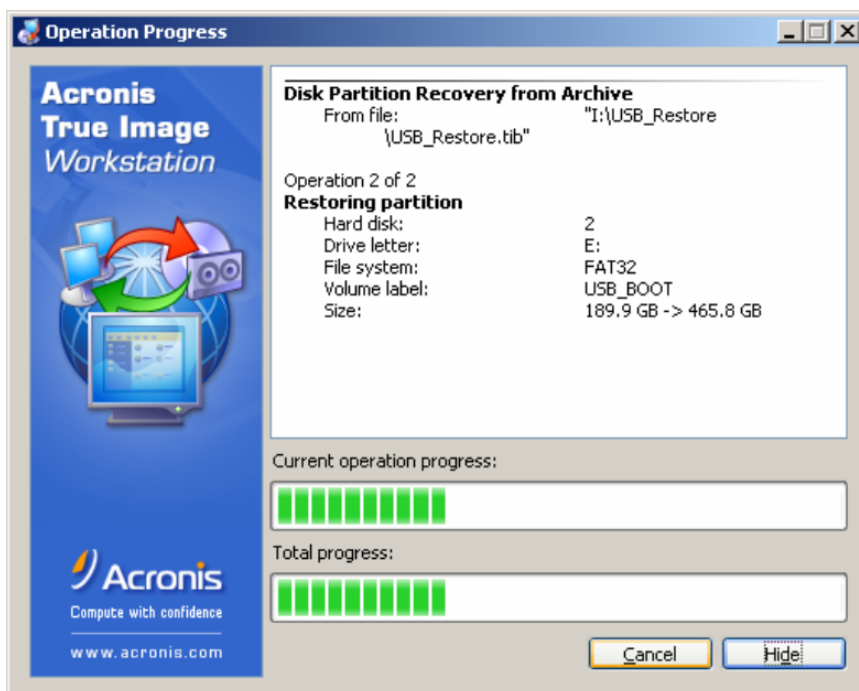 Operation Progress
Acronis
True Image
Workstation
Acronis
Compute with confidence
www.acronis.com
Disk Partition Recovery from Archive
From file: "I:\USB_Restore
\USB_Restore.tib"
Operation 2 of 2
Restoring partition
Hard disk: 2
Drive letter: E:
File system: FAT32
Volume label: USB_BOOT
Size: 189.9 GB -> 465.8 GB
Current operation progress:
Total progress:
Cancel Hide